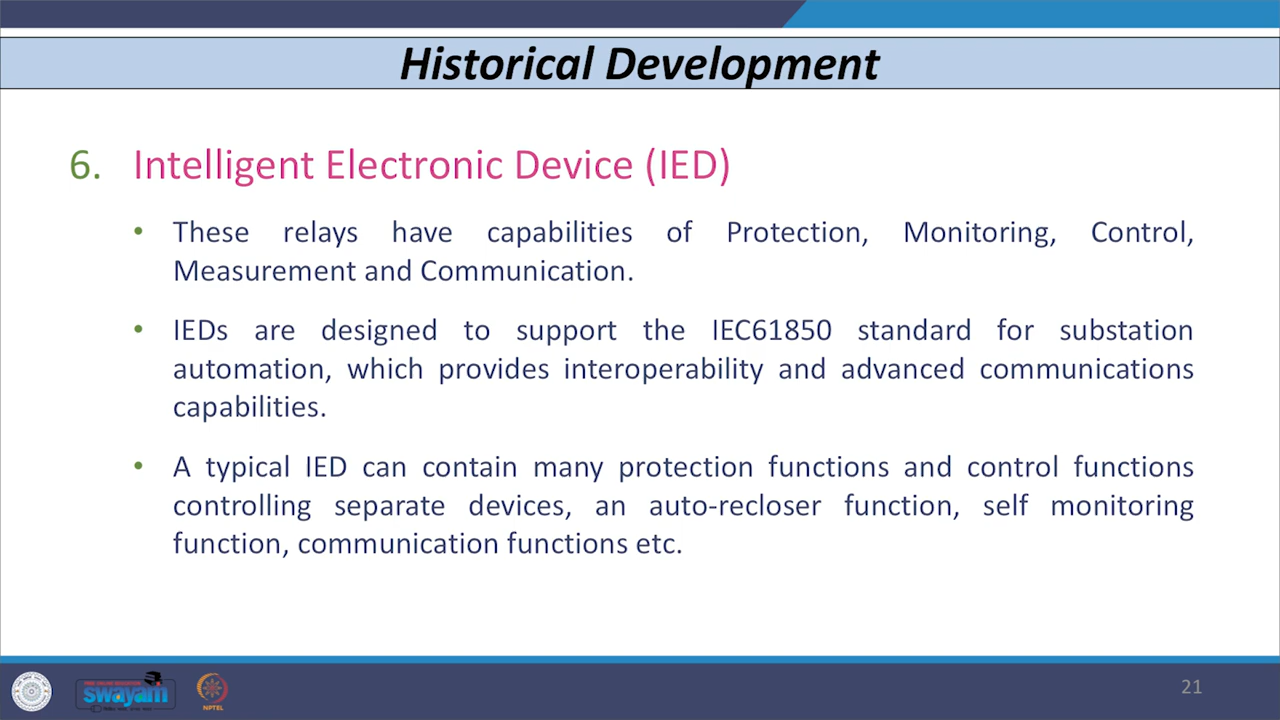 Historical Development
6. Intelligent Electronic Device (IED)
• These relays have capabilities of Protection, Monitoring, Control,
Measurement and Communication.
• IEDs are designed to support the IEC61850 standard for substation
automation, which provides interoperability and advanced communications
capabilities.
• A typical IED can contain many protection functions and control functions
controlling separate devices, an auto-recloser function, self monitoring
function, communication functions etc.
swayam
NPTEL
21